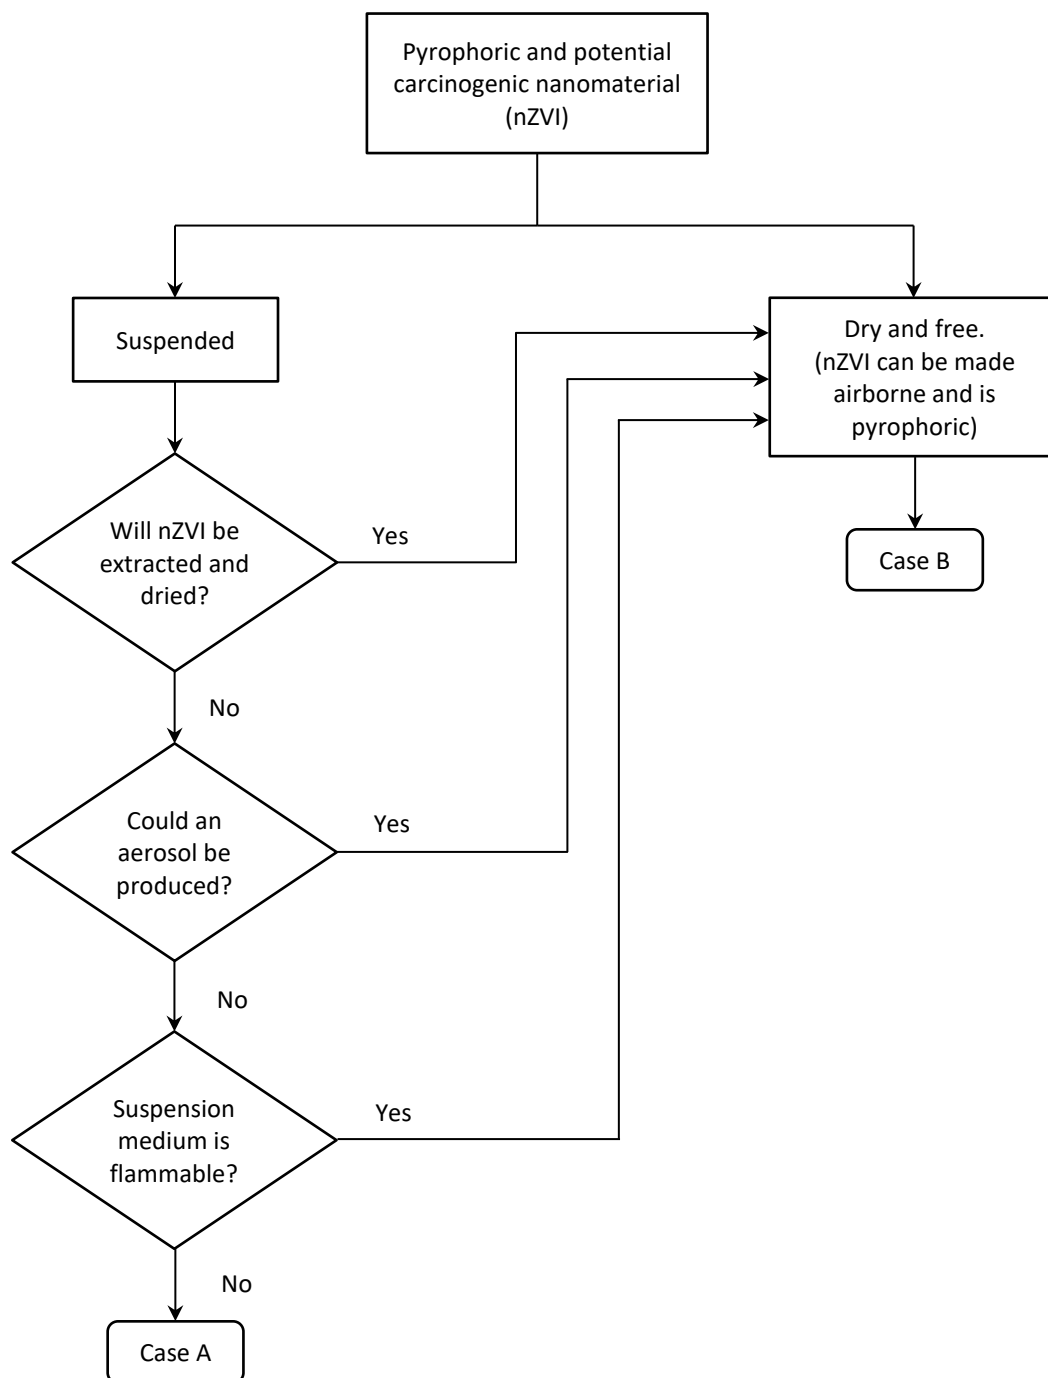 Pyrophoric and potential
carcinogenic nanomaterial
(nZVI)
Suspended
Dry and free.
(nZVI can be made
airborne and is
pyrophoric)
Will nZVI be
extracted and
dried?
Yes
Case B
No
Could an
aerosol be
produced?
Yes
No
Suspension
medium is
flammable?
Yes
No
Case A